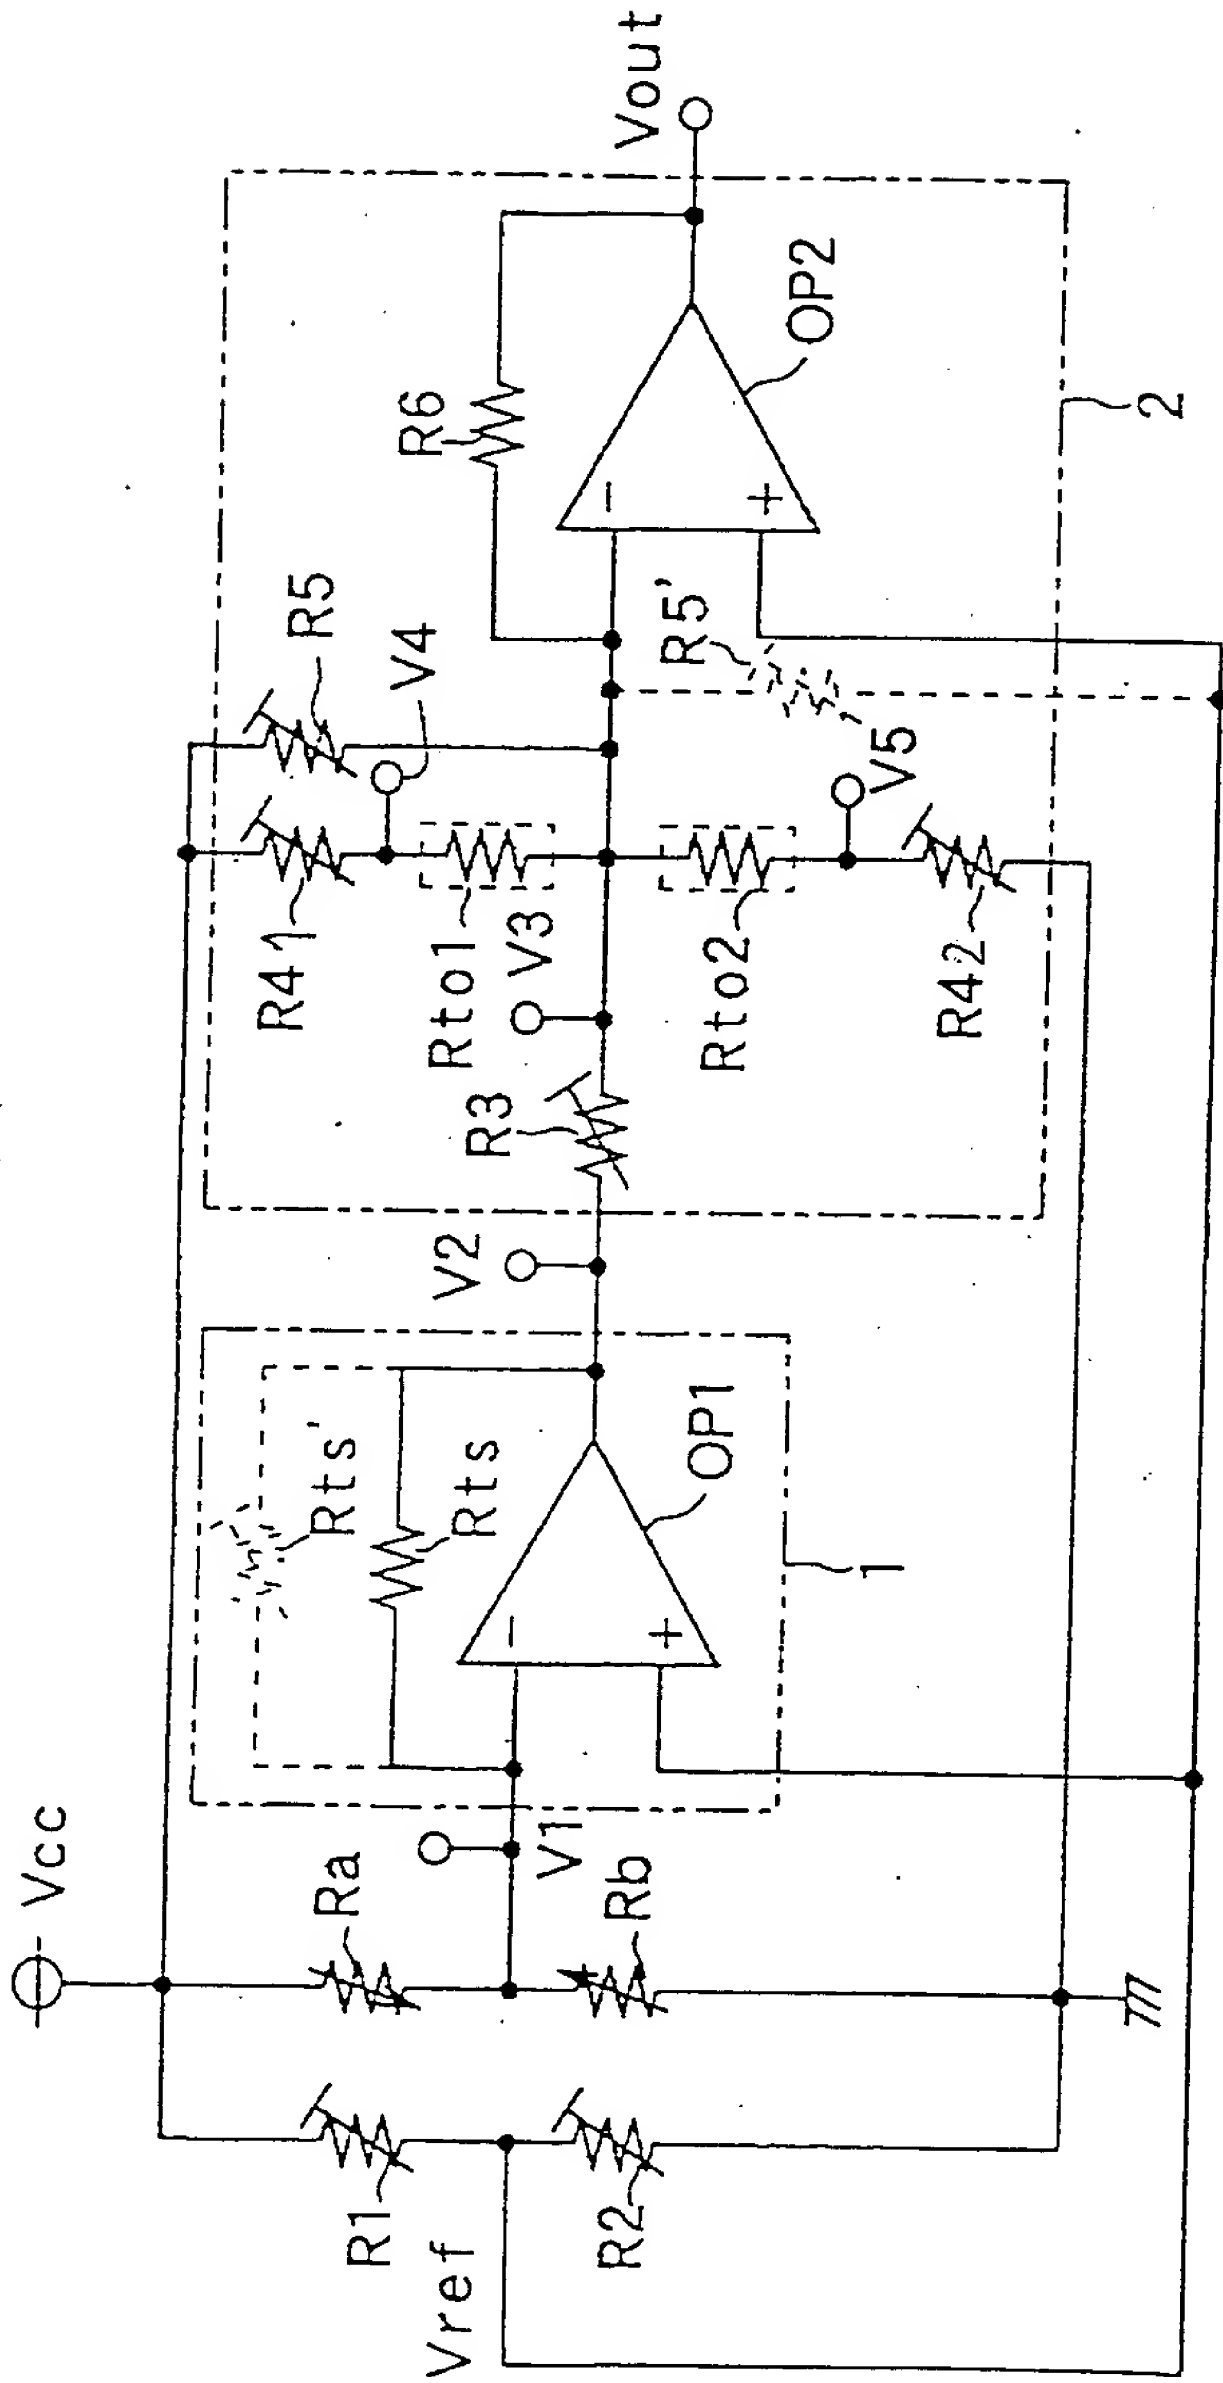 Vcc
R1
Vref
R2
Ra
V1
Rb
Rts'
Rts
−
+
OP1
1
V2
R3
V3
R41
Rto1
Rto2
R42
R5
V4
V5
R5'
R6
−
+
OP2
2
Vout